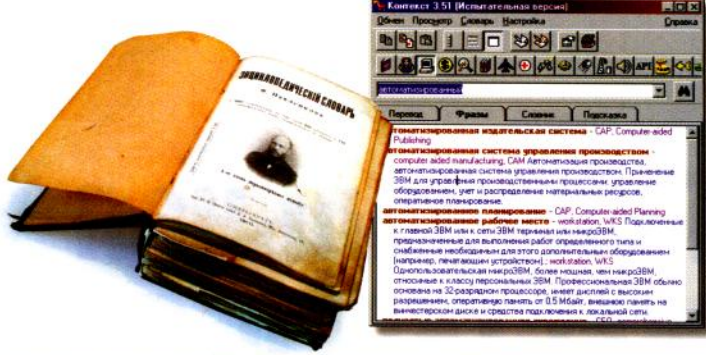 ЭНЦИКЛОПЕДИЧЕСКІЙ СЛОВАРЬ
Контекст 3.51 (Испытательная версия)
Обмен Просмотр Словарь Настройка Справка
API
автоматизированный
Перевод Фразы Словник Подсказка
томатизированная издательская система - CAP, Computer-aided
Publishing
втоматизированная система управления производством -
computer aided manufacturing, CAM Автоматизация производства,
автоматизированная система управления производством. Применение
ЭВМ для управления производственными процессами: управление
оборудованием, учет и распределение материальных ресурсов,
оперативное планирование.
автоматизированное планирование - CAP, Computer-aided Planning
автоматизированное рабочее место - workstation, WKS Подключенные
к главной ЭВМ или к сети ЭВМ терминал или микроЭВМ,
предназначенные для выполнения работ определенного типа и
снабженные необходимым для этого дополнительным оборудованием
(например, печатающим устройством).; workstation, WKS
Однопользовательская микроЭВМ, более мощная, чем микроЭВМ,
относимые к классу персональных ЭВМ. Профессиональная ЭВМ обычно
основана на 32-разрядном процессоре, имеет дисплей с высоким
разрешением, оперативную память от 0.5 Мбайт, внешнюю память на
винчестерском диске и средства подключения к локальной сети.